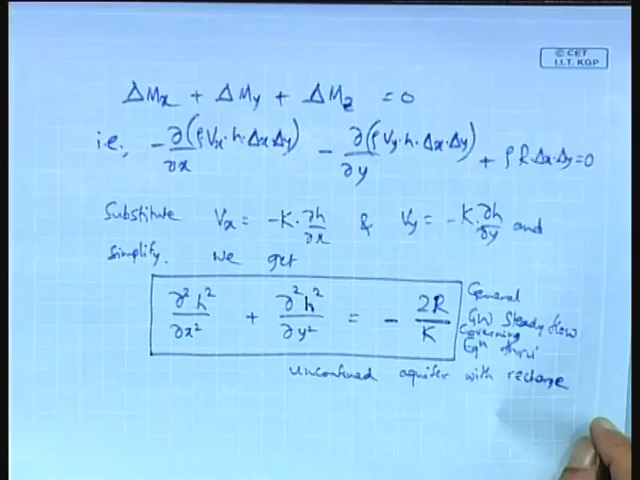 © CET
I.I.T. KGP
ΔMx + ΔMy + ΔMz = 0
i.e., -∂(ρVx·h·Δx Δy)/∂x - ∂(ρVy·h·Δx·Δy)/∂y + ρR·Δx·Δy=0
Substitute Vx = -K·∂h/∂x & Vy = -K·∂h/∂y and
simplify. We get
∂²h²/∂x² + ∂²h²/∂y² = - 2R/K
General
GW Steady flow
Governing
Eqn thru'
unconfined aquifer with recharge